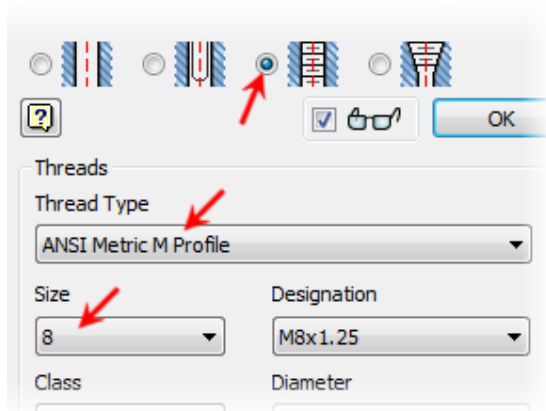 OK
Threads
Thread Type
ANSI Metric M Profile
Size Designation
8 M8x1.25
Class Diameter